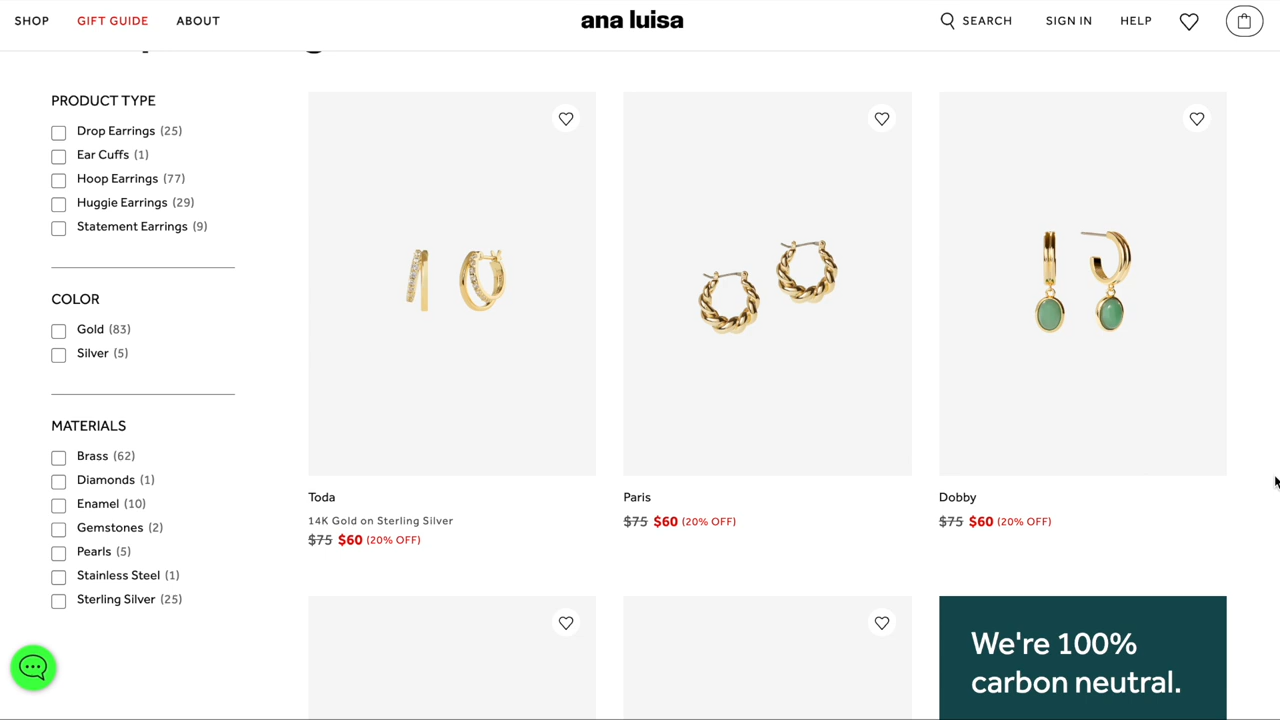 SHOP
GIFT GUIDE
ABOUT
ana luisa
SEARCH
SIGN IN
HELP
PRODUCT TYPE
Drop Earrings (25)
Ear Cuffs (1)
Hoop Earrings (77)
Huggie Earrings (29)
Statement Earrings (9)
COLOR
Gold (83)
Silver (5)
MATERIALS
Brass (62)
Diamonds (1)
Enamel (10)
Gemstones (2)
Pearls (5)
Stainless Steel (1)
Sterling Silver (25)
Toda
14K Gold on Sterling Silver
$75 $60 (20% OFF)
Paris
$75 $60 (20% OFF)
Dobby
$75 $60 (20% OFF)
We're 100%
carbon neutral.